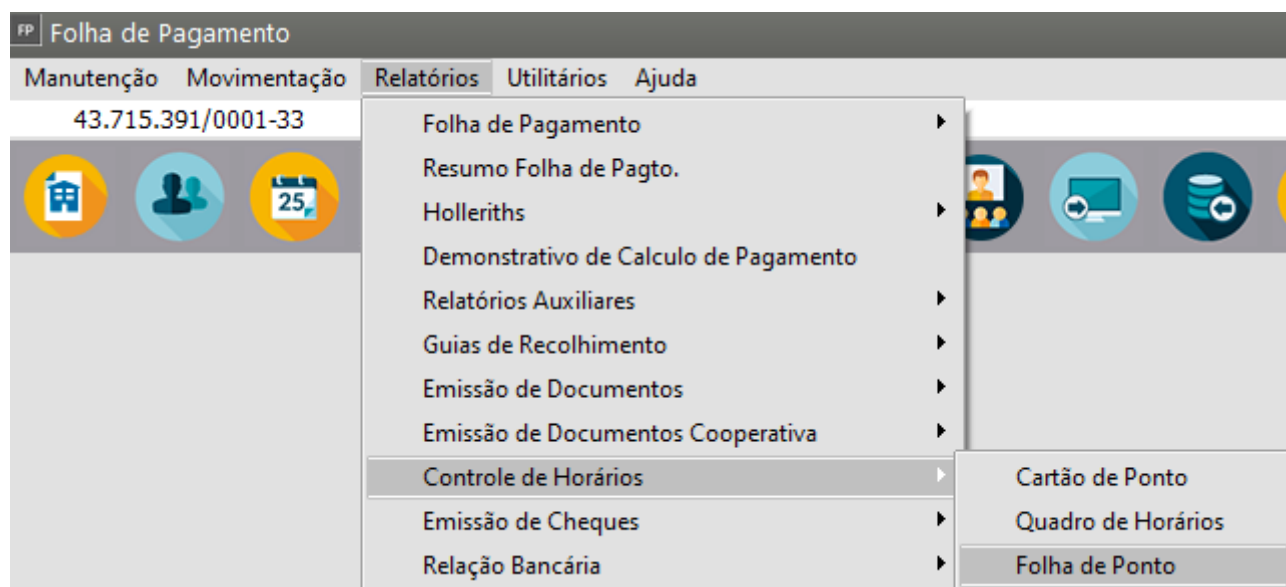 FP Folha de Pagamento
Manutenção Movimentação Relatórios Utilitários Ajuda
43.715.391/0001-33
25
Folha de Pagamento
Resumo Folha de Pagto.
Holleriths
Demonstrativo de Calculo de Pagamento
Relatórios Auxiliares
Guias de Recolhimento
Emissão de Documentos
Emissão de Documentos Cooperativa
Controle de Horários
Emissão de Cheques
Relação Bancária
Cartão de Ponto
Quadro de Horários
Folha de Ponto